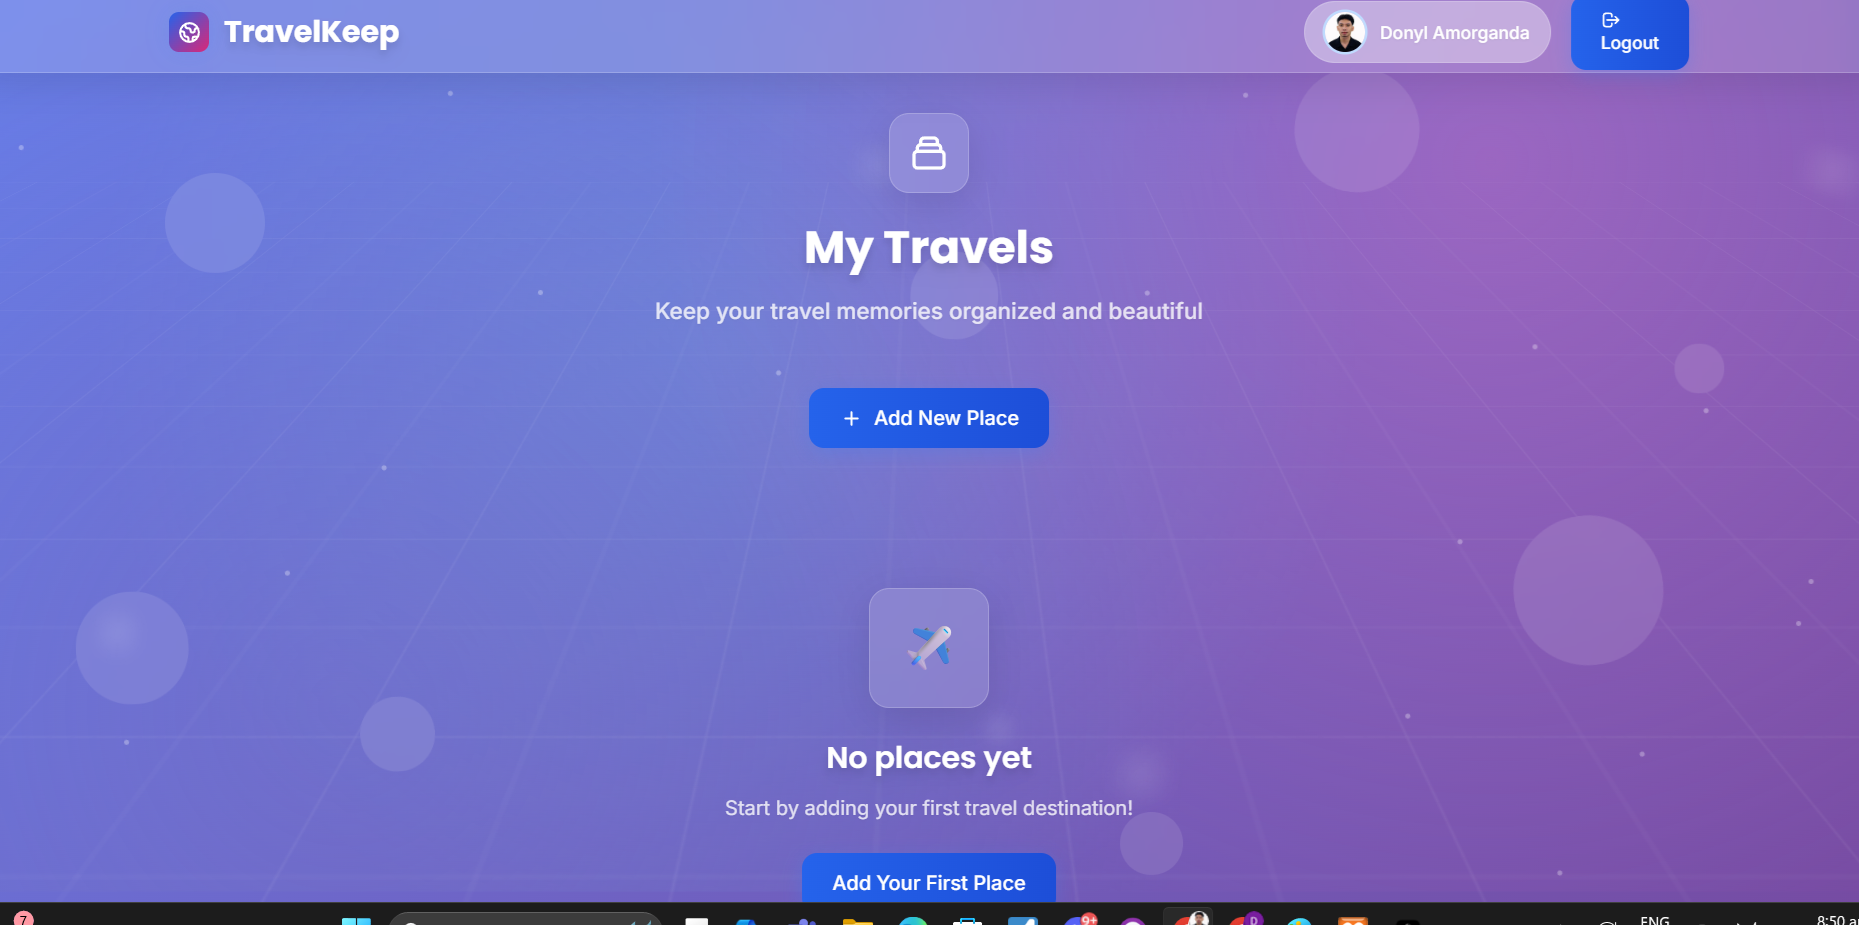 TravelKeep
Donyl Amorganda
Logout
My Travels
Keep your travel memories organized and beautiful
Add New Place
No places yet
Start by adding your first travel destination!
Add Your First Place
7
9+
D
ENG
8:50 a